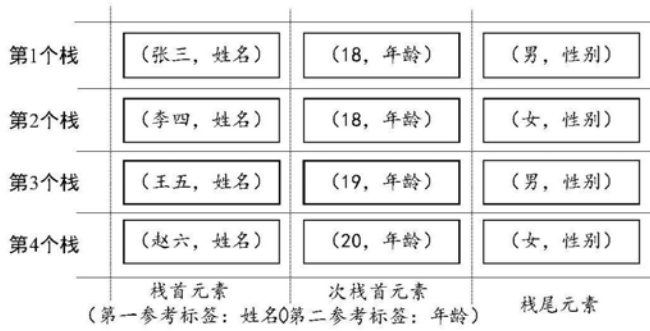 第1个栈 (张三，姓名) (18，年龄) (男，性别)
第2个栈 (李四，姓名) (18，年龄) (女，性别)
第3个栈 (王五，姓名) (19，年龄) (男，性别)
第4个栈 (赵六，姓名) (20，年龄) (女，性别)
栈首元素 次栈首元素 栈尾元素
(第一参考标签：姓名()第二参考标签：年龄)